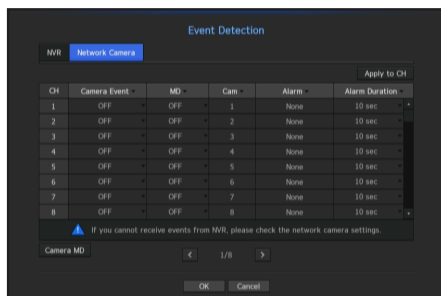 Event Detection
NVR Network Camera
Apply to CH
CH Camera Event MD Cam Alarm Alarm Duration
1 OFF OFF 1 None 10 sec
2 OFF OFF 2 None 10 sec
3 OFF OFF 3 None 10 sec
4 OFF OFF 4 None 10 sec
5 OFF OFF 5 None 10 sec
6 OFF OFF 6 None 10 sec
7 OFF OFF 7 None 10 sec
8 OFF OFF 8 None 10 sec
If you cannot receive events from NVR, please check the network camera settings.
Camera MD < 1/8 >
OK Cancel